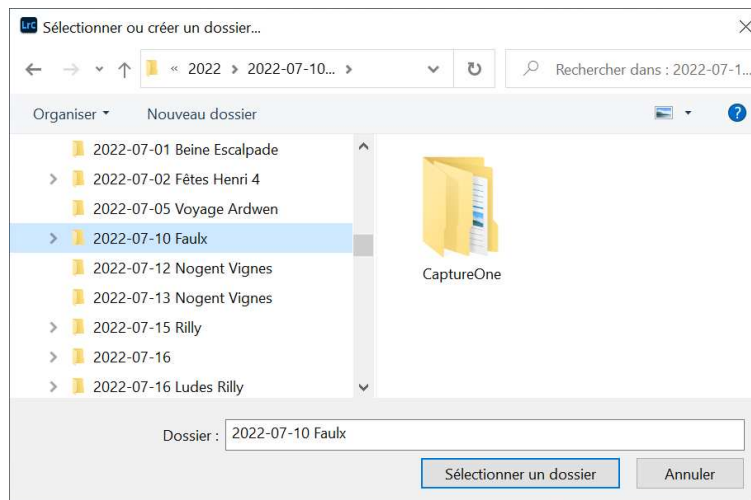 Lrc Sélectionner ou créer un dossier...
« 2022 > 2022-07-10... > Rechercher dans : 2022-07-1...
Organiser Nouveau dossier ?
2022-07-01 Beine Escalpade
2022-07-02 Fêtes Henri 4
2022-07-05 Voyage Ardwen
2022-07-10 Faulx
2022-07-12 Nogent Vignes
2022-07-13 Nogent Vignes
2022-07-15 Rilly
2022-07-16
2022-07-16 Ludes Rilly
CaptureOne
Dossier : 2022-07-10 Faulx
Sélectionner un dossier Annuler